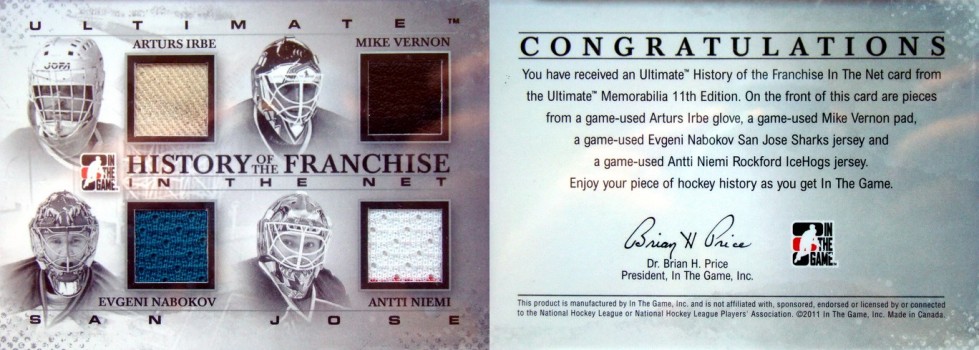 ULTIMATE™
ARTURS IRBE
MIKE VERNON
JOFA
IN THE GAME
HISTORY OF THE FRANCHISE
IN THE NET
EVGENI NABOKOV
ANTTI NIEMI
SAN JOSE
CONGRATULATIONS
You have received an Ultimate™ History of the Franchise In The Net card from
the Ultimate™ Memorabilia 11th Edition. On the front of this card are pieces
from a game-used Arturs Irbe glove, a game-used Mike Vernon pad,
a game-used Evgeni Nabokov San Jose Sharks jersey and
a game-used Antti Niemi Rockford IceHogs jersey.
Enjoy your piece of hockey history as you get In The Game.
Brian H Price
Dr. Brian H. Price
President, In The Game, Inc.
IN THE GAME
This product is manufactured by In The Game, Inc. and is not affiliated with, sponsored, endorsed or licensed by or connected
to the National Hockey League or National Hockey League Players' Association. ©2011 In The Game, Inc. Made in Canada.